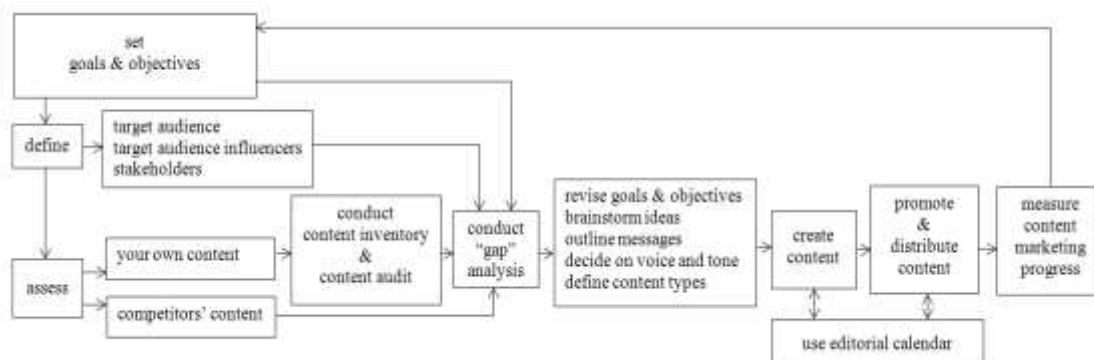 set
goals & objectives
define
target audience
target audience influencers
stakeholders
assess
your own content
competitors' content
conduct
content inventory
&
content audit
conduct
"gap"
analysis
revise goals & objectives
brainstorm ideas
outline messages
decide on voice and tone
define content types
create
content
promote
&
distribute
content
measure
content
marketing
progress
use editorial calendar